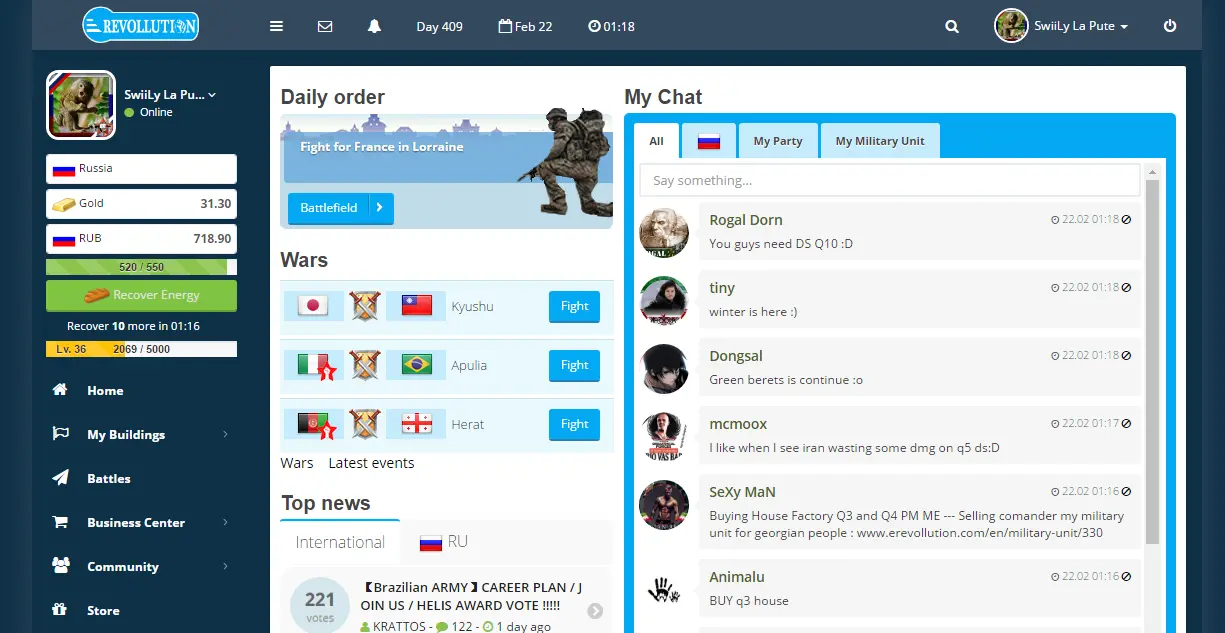 EREVOLLUTION
Day 409
Feb 22
01:18
SwiiLy La Pute
SwiiLy La Pu...
Online
Russia
Gold 31.30
RUB 718.90
520 / 550
Recover Energy
Recover 10 more in 01:16
Lv. 36 2069 / 5000
Home
My Buildings
Battles
Business Center
Community
Store
Daily order
Fight for France in Lorraine
Battlefield
Wars
Kyushu Fight
Apulia Fight
Herat Fight
Wars Latest events
Top news
International RU
221
votes
【Brazilian ARMY】CAREER PLAN / J
OIN US / HELIS AWARD VOTE !!!!!
KRATTOS - 122 - 1 day ago
My Chat
All My Party My Military Unit
Say something...
Rogal Dorn 22.02 01:18
You guys need DS Q10 :D
tiny 22.02 01:18
winter is here :)
Dongsal 22.02 01:18
Green berets is continue :o
mcmoox 22.02 01:17
I like when I see iran wasting some dmg on q5 ds:D
SeXy MaN 22.02 01:16
Buying House Factory Q3 and Q4 PM ME --- Selling comander my military
unit for georgian people : www.erevollution.com/en/military-unit/330
Animalu 22.02 01:16
BUY q3 house